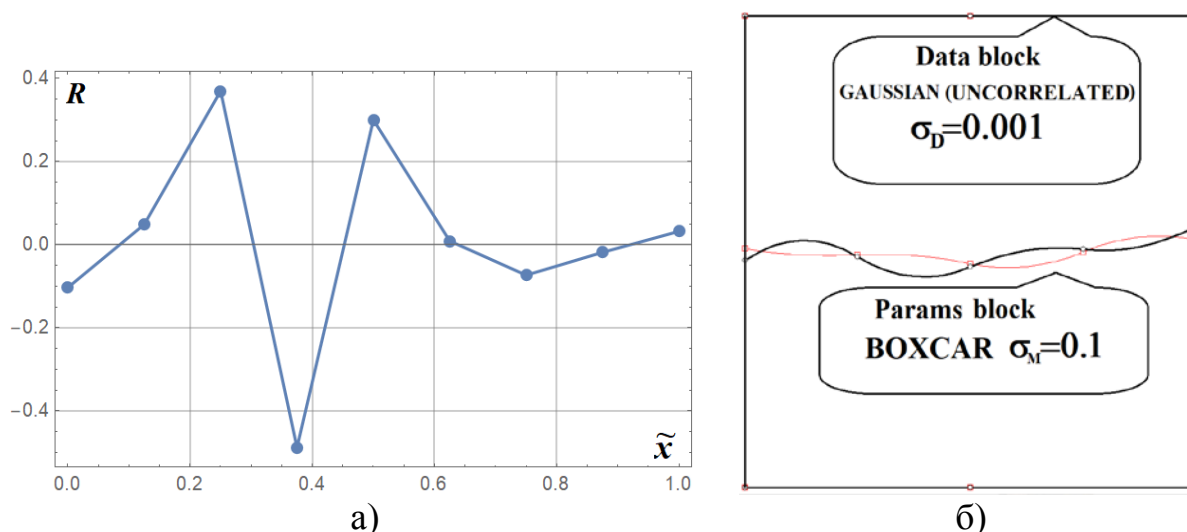 R
0.4
0.2
0.0
−0.2
−0.4
0.0 0.2 0.4 0.6 0.8 1.0
x̃
а)
Data block
GAUSSIAN (UNCORRELATED)
σD=0.001
Params block
BOXCAR σM=0.1
б)